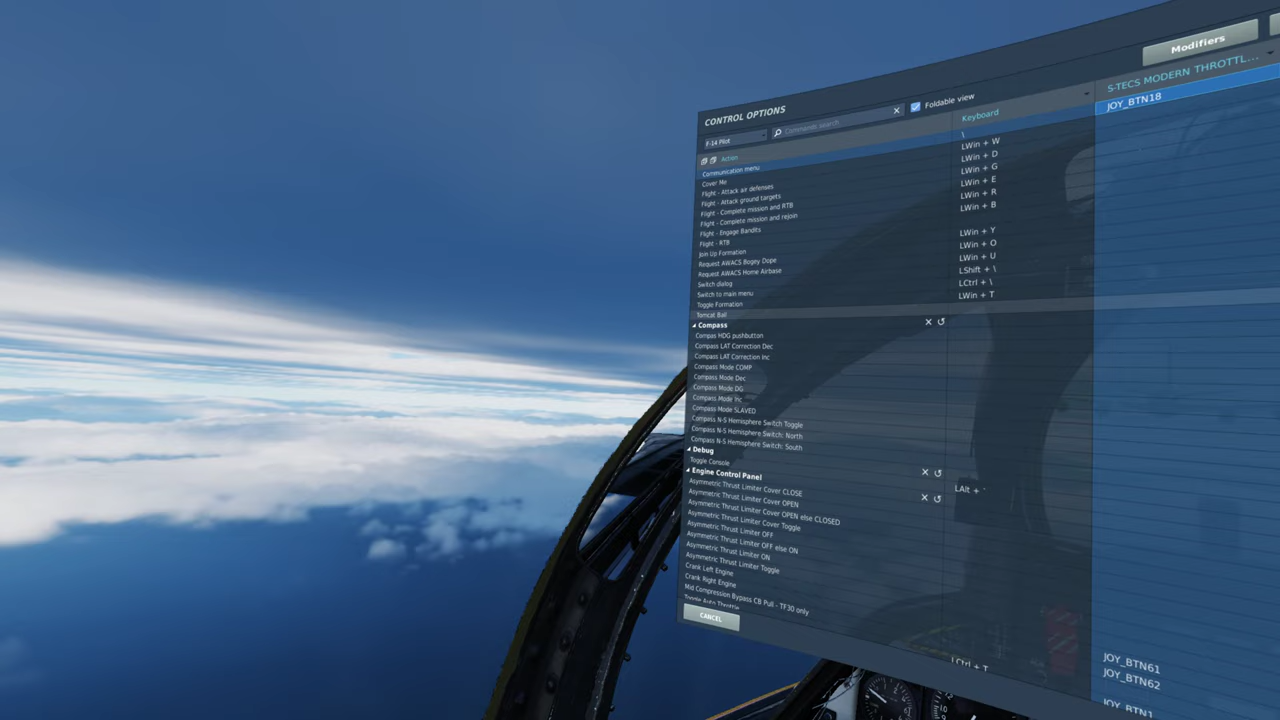 Modifiers
CONTROL OPTIONS
Foldable view
F-14 Pilot
Commands search
Action
Keyboard
S-TECS MODERN THROTTL...
Communication menu
\
JOY_BTN18
Cover Me
LWin + W
Flight - Attack air defenses
LWin + D
Flight - Attack ground targets
LWin + G
Flight - Complete mission and RTB
LWin + E
Flight - Complete mission and rejoin
LWin + R
Flight - Engage Bandits
LWin + B
Flight - RTB
Join Up Formation
LWin + Y
Request AWACS Bogey Dope
LWin + O
Request AWACS Home Airbase
LWin + U
Switch dialog
LShift + \
Switch to main menu
LCtrl + \
Toggle Formation
LWin + T
Tomcat Ball
Compass
Compas HDG pushbutton
Compass LAT Correction Dec
Compass LAT Correction Inc
Compass Mode COMP
Compass Mode Dec
Compass Mode DG
Compass Mode Inc
Compass Mode SLAVED
Compass N-S Hemisphere Switch Toggle
Compass N-S Hemisphere Switch: North
Compass N-S Hemisphere Switch: South
Debug
Toggle Console
LAlt + `
Engine Control Panel
Asymmetric Thrust Limiter Cover CLOSE
Asymmetric Thrust Limiter Cover OPEN
Asymmetric Thrust Limiter Cover OPEN else CLOSED
Asymmetric Thrust Limiter Cover Toggle
Asymmetric Thrust Limiter OFF
Asymmetric Thrust Limiter OFF else ON
Asymmetric Thrust Limiter ON
Asymmetric Thrust Limiter Toggle
Crank Left Engine
JOY_BTN61
Crank Right Engine
JOY_BTN62
Mid Compression Bypass CB Pull - TF30 only
Toggle Auto Throttle
LCtrl + T
JOY_BTN1
CANCEL